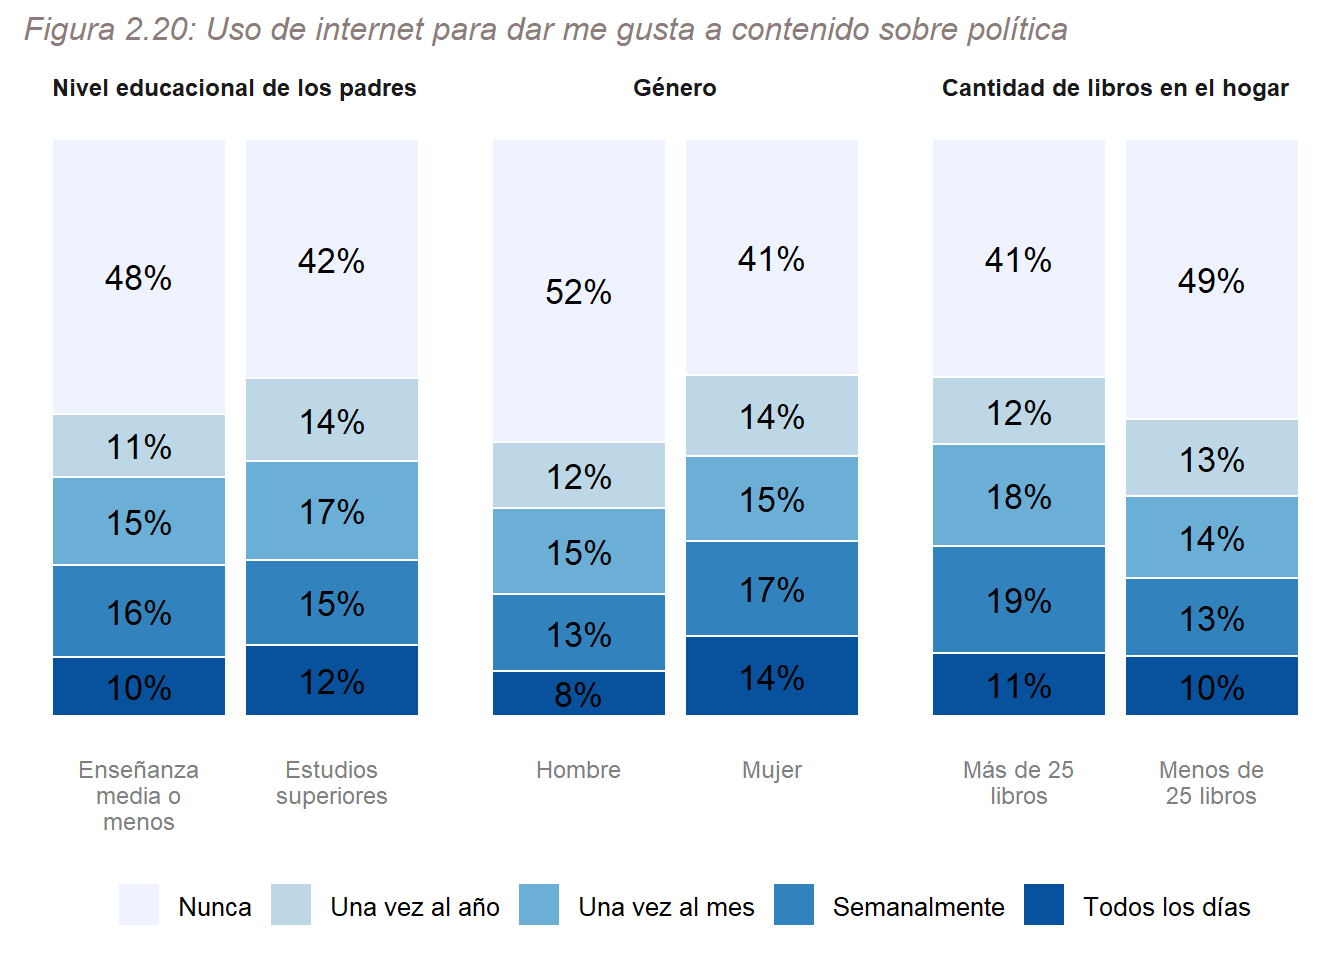 Figura 2.20: Uso de internet para dar me gusta a contenido sobre política
Nivel educacional de los padres
48%
11%
15%
16%
10%
Enseñanza
media o
menos
42%
14%
17%
15%
12%
Estudios
superiores
Género
52%
12%
15%
13%
8%
Hombre
41%
14%
15%
17%
14%
Mujer
Cantidad de libros en el hogar
41%
12%
18%
19%
11%
Más de 25
libros
49%
13%
14%
13%
10%
Menos de
25 libros
Nunca
Una vez al año
Una vez al mes
Semanalmente
Todos los días